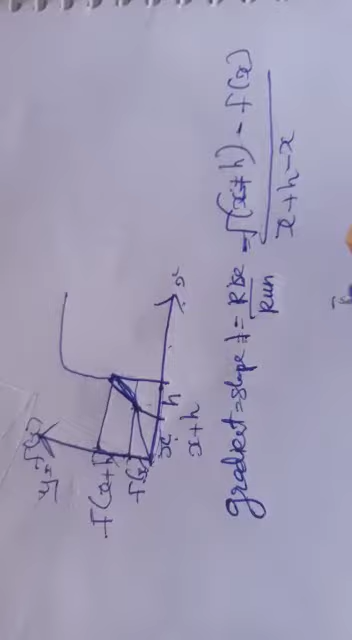 y=f(x)
f(x+h)
f(x)
x
h
x
x+h
gradient=slope = Rise = f(x+h) - f(x)
Run x+h-x